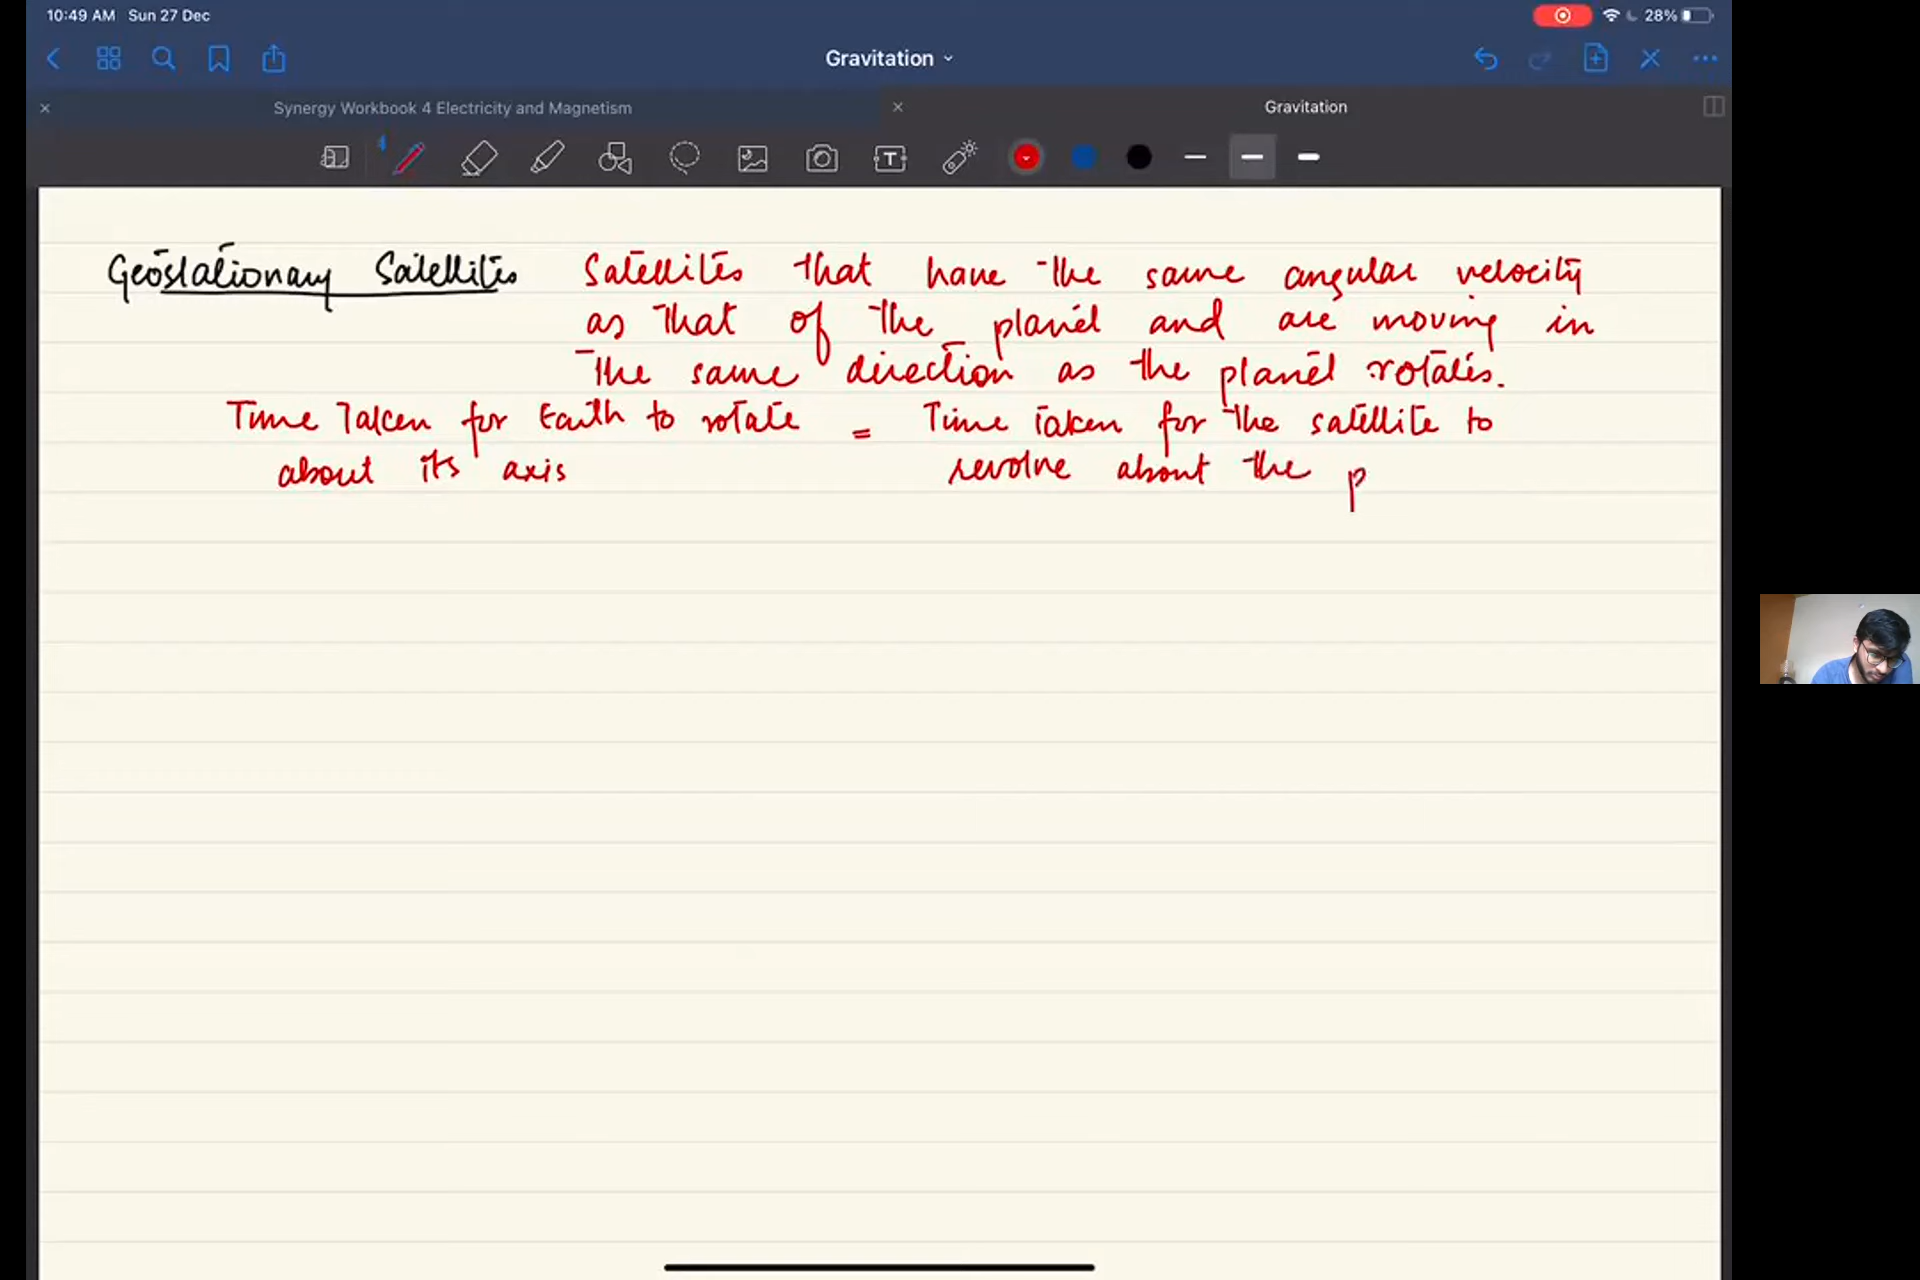 10:49 AM Sun 27 Dec
28%
Gravitation
Synergy Workbook 4 Electricity and Magnetism
Gravitation
Geostationary Satellites Satellites that have the same angular velocity
as that of the planet and are moving in
the same direction as the planet rotates.
Time Taken for Earth to rotate = Time taken for the satellite to
about its axis revolve about the p